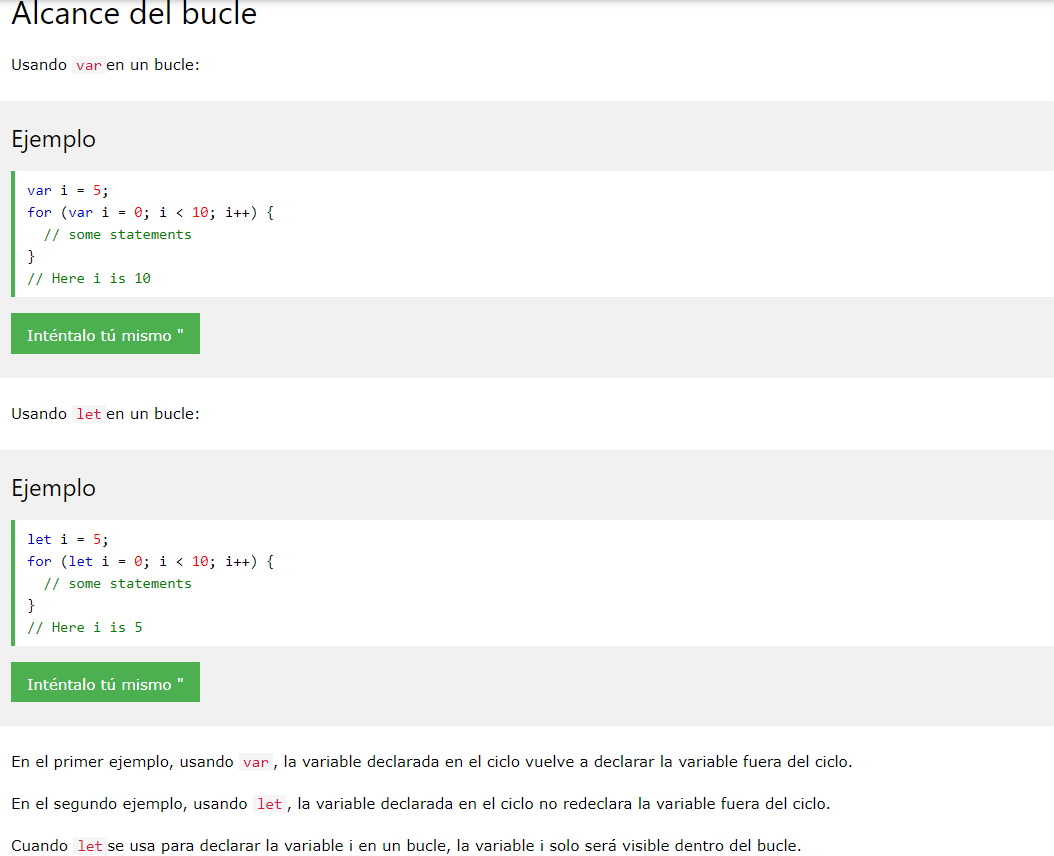 Alcance del bucle
Usando var en un bucle:
Ejemplo
var i = 5;
for (var i = 0; i < 10; i++) {
  // some statements
}
// Here i is 10
Inténtalo tú mismo "
Usando let en un bucle:
Ejemplo
let i = 5;
for (let i = 0; i < 10; i++) {
  // some statements
}
// Here i is 5
Inténtalo tú mismo "
En el primer ejemplo, usando var , la variable declarada en el ciclo vuelve a declarar la variable fuera del ciclo.
En el segundo ejemplo, usando let , la variable declarada en el ciclo no redeclara la variable fuera del ciclo.
Cuando let se usa para declarar la variable i en un bucle, la variable i solo será visible dentro del bucle.